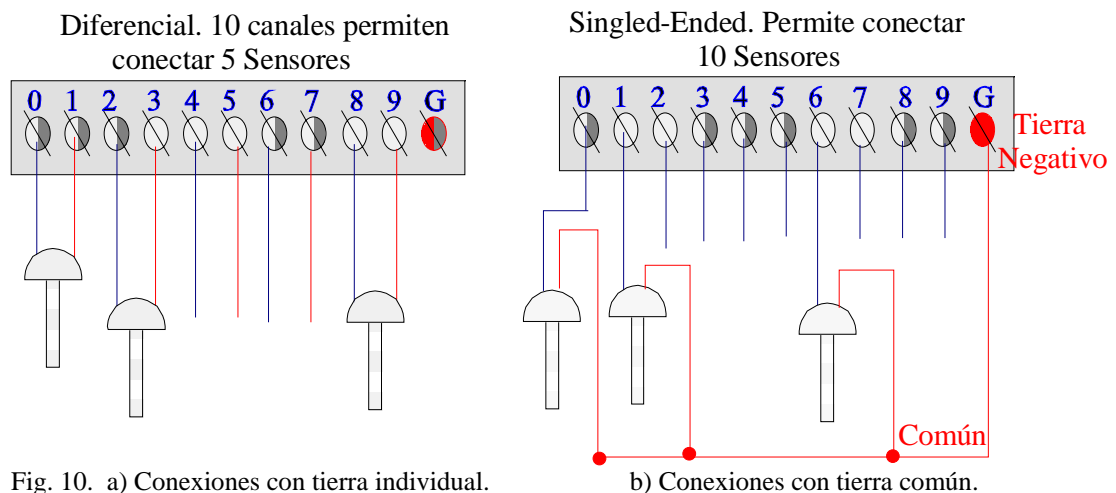 Diferencial. 10 canales permiten
conectar 5 Sensores
0 1 2 3 4 5 6 7 8 9 G
Singled-Ended. Permite conectar
10 Sensores
0 1 2 3 4 5 6 7 8 9 G
Tierra
Negativo
Común
Fig. 10. a) Conexiones con tierra individual.
b) Conexiones con tierra común.